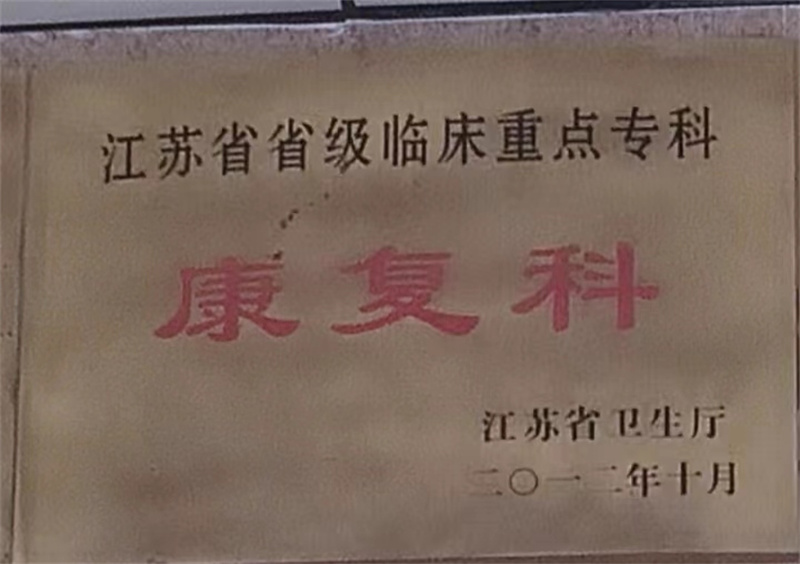 江苏省省级临床重点专科
康复科
江苏省卫生厅
二〇一二年十月